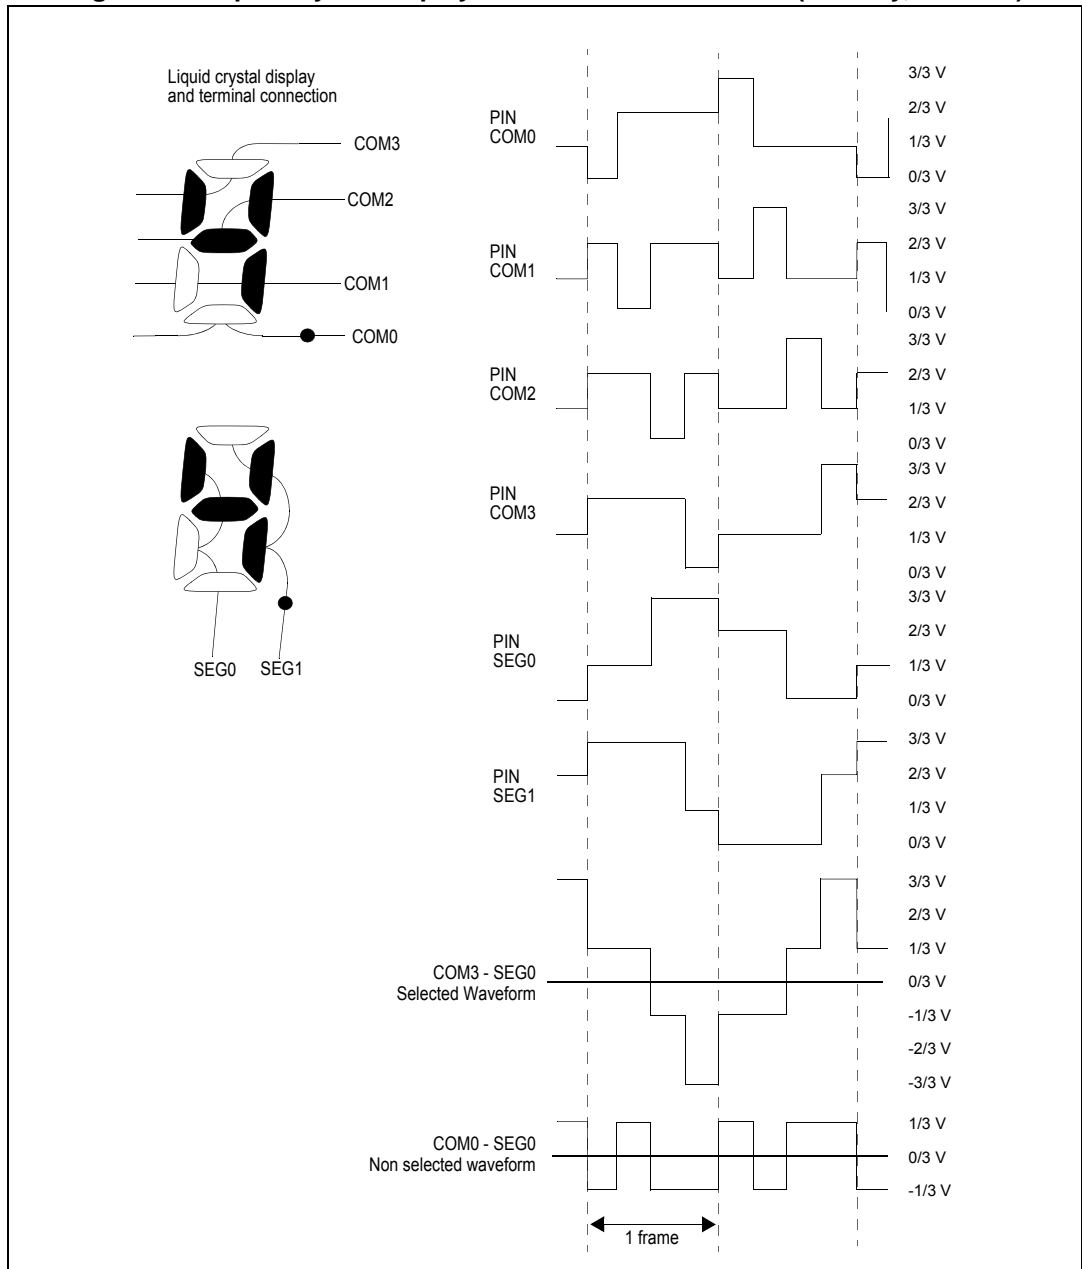 Liquid crystal display
and terminal connection
COM3
COM2
COM1
COM0
SEG0 SEG1
PIN
COM0
3/3 V
2/3 V
1/3 V
0/3 V
PIN
COM1
3/3 V
2/3 V
1/3 V
0/3 V
PIN
COM2
3/3 V
2/3 V
1/3 V
0/3 V
PIN
COM3
3/3 V
2/3 V
1/3 V
0/3 V
PIN
SEG0
3/3 V
2/3 V
1/3 V
0/3 V
PIN
SEG1
3/3 V
2/3 V
1/3 V
0/3 V
COM3 - SEG0
Selected Waveform
3/3 V
2/3 V
1/3 V
0/3 V
-1/3 V
-2/3 V
-3/3 V
COM0 - SEG0
Non selected waveform
1/3 V
0/3 V
-1/3 V
1 frame